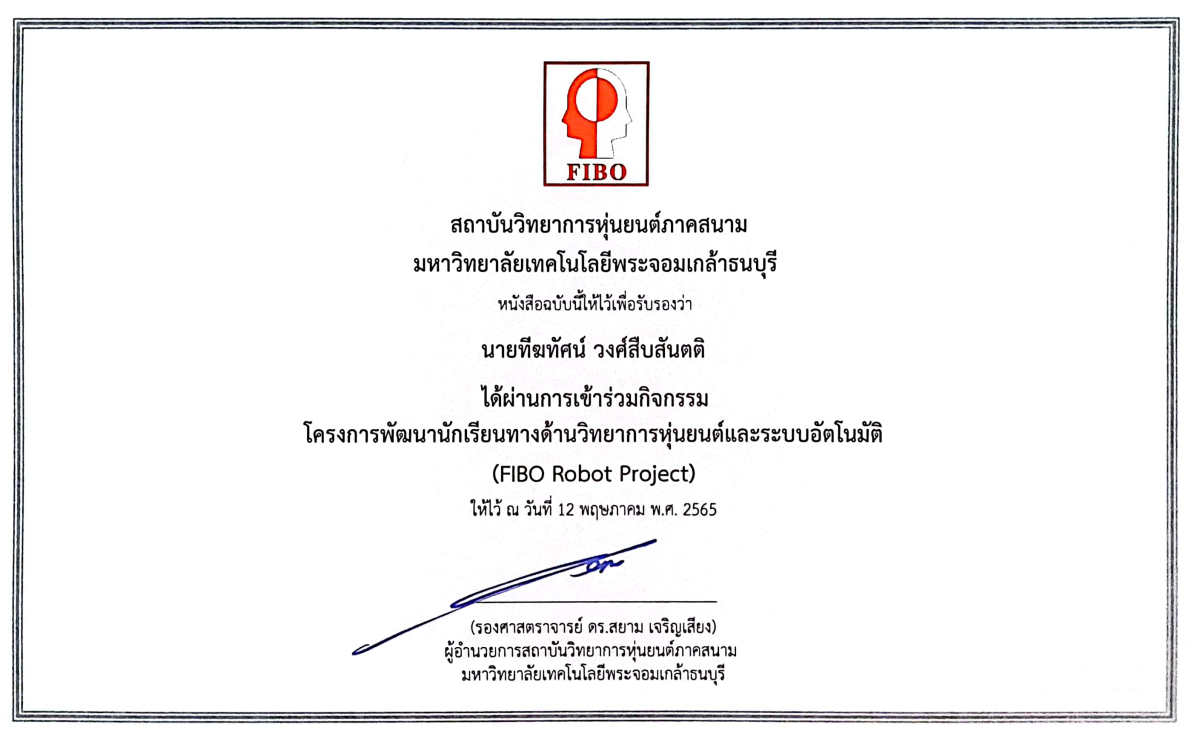 FIBO
สถาบันวิทยาการหุ่นยนต์ภาคสนาม
มหาวิทยาลัยเทคโนโลยีพระจอมเกล้าธนบุรี
หนังสือฉบับนี้ให้ไว้เพื่อรับรองว่า
นายทีฆทัศน์ วงศ์สืบสันตติ
ได้ผ่านการเข้าร่วมกิจกรรม
โครงการพัฒนานักเรียนทางด้านวิทยาการหุ่นยนต์และระบบอัตโนมัติ
(FIBO Robot Project)
ให้ไว้ ณ วันที่ 12 พฤษภาคม พ.ศ. 2565
(รองศาสตราจารย์ ดร.สยาม เจริญเสียง)
ผู้อำนวยการสถาบันวิทยาการหุ่นยนต์ภาคสนาม
มหาวิทยาลัยเทคโนโลยีพระจอมเกล้าธนบุรี